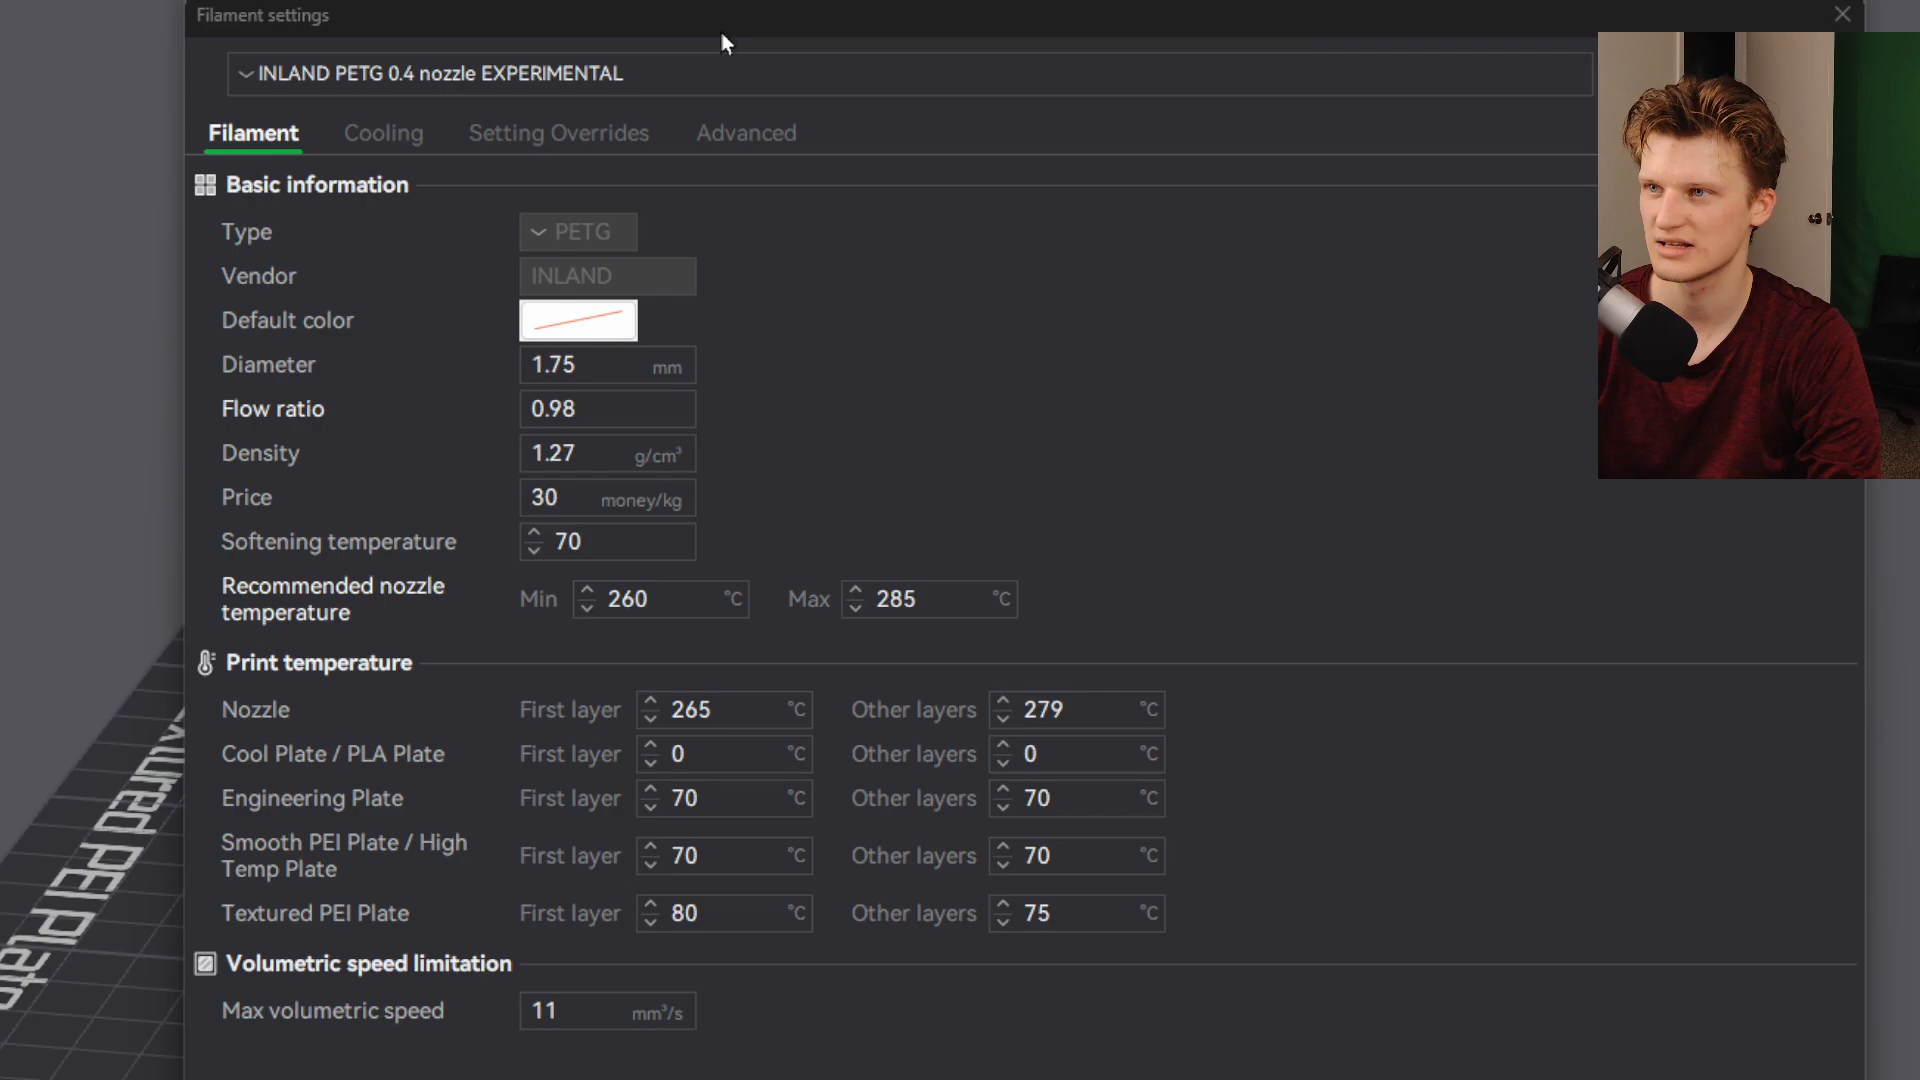 Filament settings
INLAND PETG 0.4 nozzle EXPERIMENTAL
Filament Cooling Setting Overrides Advanced
Basic information
Type PETG
Vendor INLAND
Default color
Diameter 1.75 mm
Flow ratio 0.98
Density 1.27 g/cm³
Price 30 money/kg
Softening temperature 70
Recommended nozzle
temperature Min 260 °C Max 285 °C
Print temperature
Nozzle First layer 265 °C Other layers 279 °C
Cool Plate / PLA Plate First layer 0 °C Other layers 0 °C
Engineering Plate First layer 70 °C Other layers 70 °C
Smooth PEI Plate / High
Temp Plate First layer 70 °C Other layers 70 °C
Textured PEI Plate First layer 80 °C Other layers 75 °C
Volumetric speed limitation
Max volumetric speed 11 mm³/s
PEI Plate